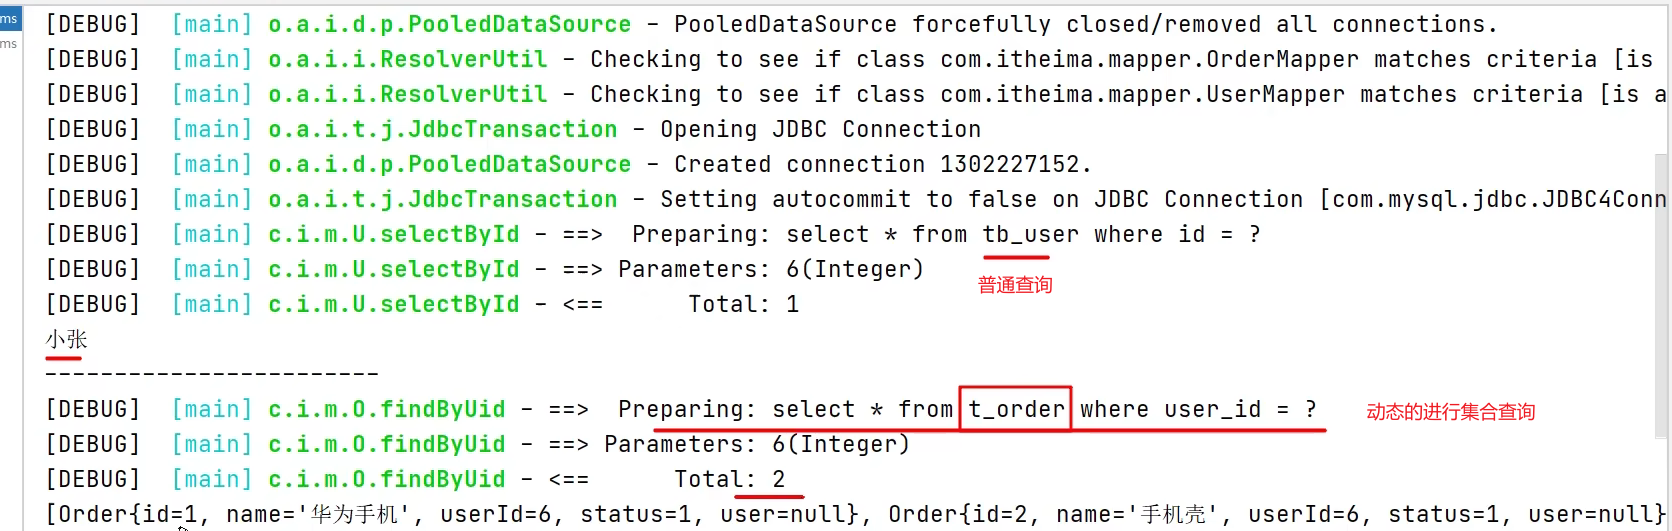 ms
[DEBUG] [main] o.a.i.d.p.PooledDataSource - PooledDataSource forcefully closed/removed all connections.
ms
[DEBUG] [main] o.a.i.i.ResolverUtil - Checking to see if class com.itheima.mapper.OrderMapper matches criteria [is
[DEBUG] [main] o.a.i.i.ResolverUtil - Checking to see if class com.itheima.mapper.UserMapper matches criteria [is a
[DEBUG] [main] o.a.i.t.j.JdbcTransaction - Opening JDBC Connection
[DEBUG] [main] o.a.i.d.p.PooledDataSource - Created connection 1302227152.
[DEBUG] [main] o.a.i.t.j.JdbcTransaction - Setting autocommit to false on JDBC Connection [com.mysql.jdbc.JDBC4Conn
[DEBUG] [main] c.i.m.U.selectById - ==> Preparing: select * from tb_user where id = ?
[DEBUG] [main] c.i.m.U.selectById - ==> Parameters: 6(Integer)
普通查询
[DEBUG] [main] c.i.m.U.selectById - <== Total: 1
小张
------------------------
[DEBUG] [main] c.i.m.O.findByUid - ==> Preparing: select * from t_order where user_id = ?
动态的进行集合查询
[DEBUG] [main] c.i.m.O.findByUid - ==> Parameters: 6(Integer)
[DEBUG] [main] c.i.m.O.findByUid - <== Total: 2
[Order{id=1, name='华为手机', userId=6, status=1, user=null}, Order{id=2, name='手机壳', userId=6, status=1, user=null}